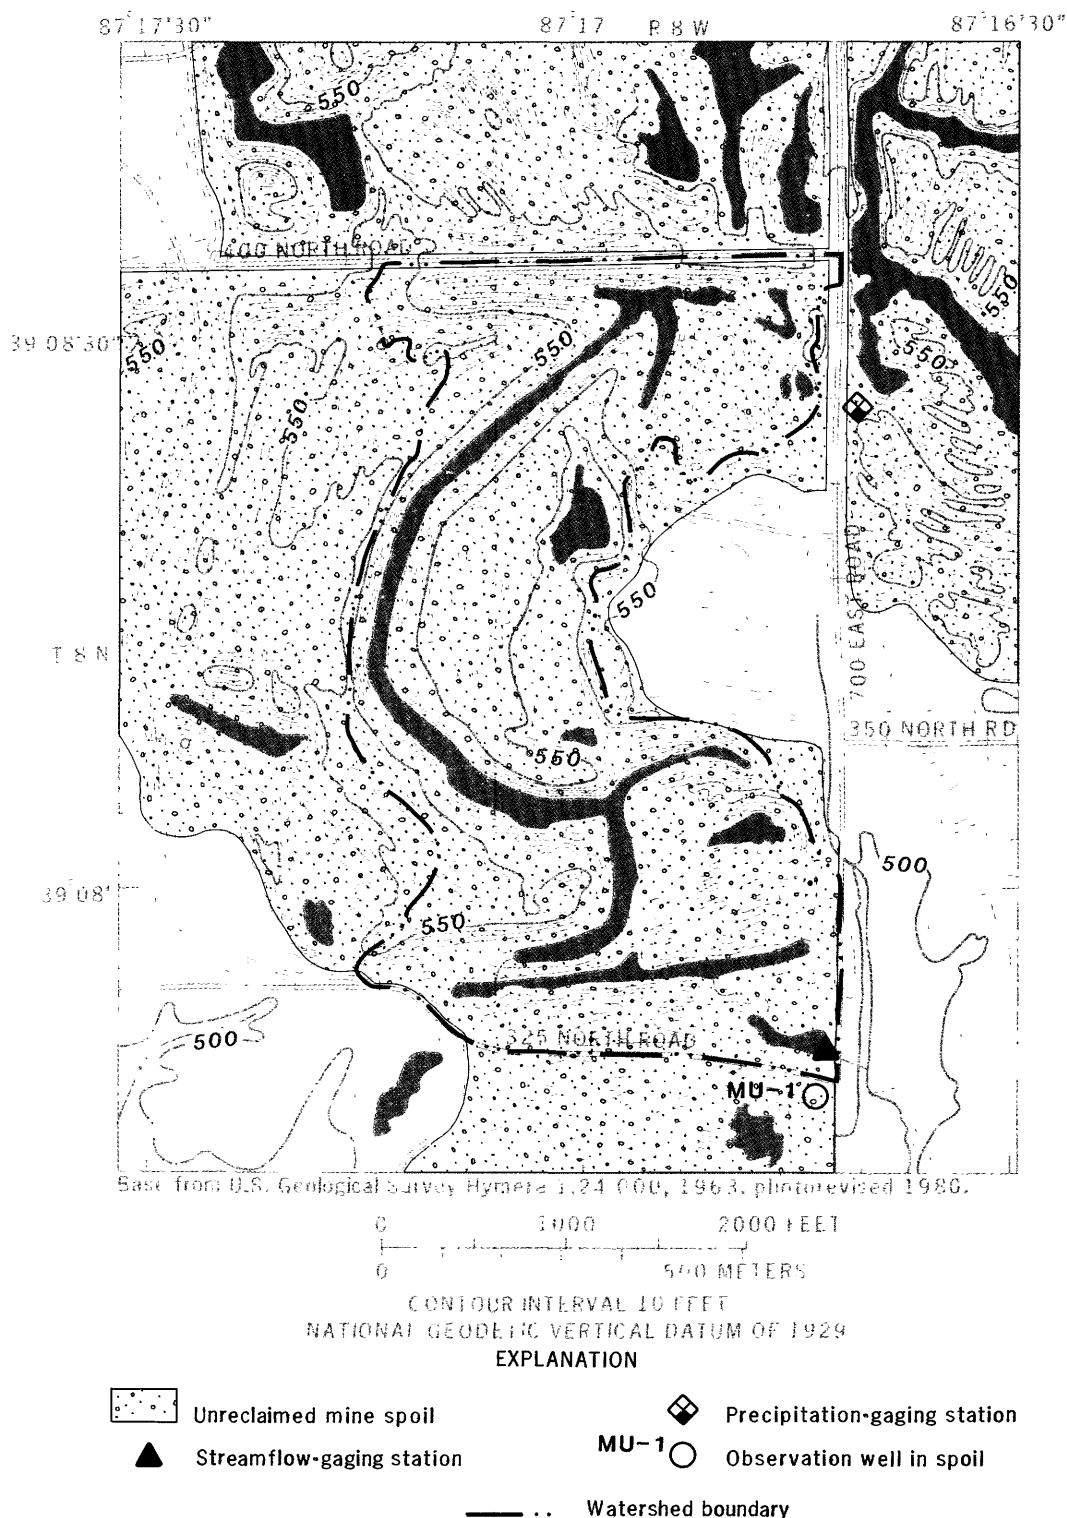 87°17'30" 87°17' R 8 W 87°16'30"
550
400 NORTH ROAD
39°08'30"
550
550
550
550
550
550
700 EAST ROAD
T 8 N
350 NORTH RD
550
500
39°08'
550
500
325 NORTH ROAD
MU-1
Base from U.S. Geological Survey Hymera 1:24 000, 1963, photorevised 1980.
0 1000 2000 FEET
0 500 METERS
CONTOUR INTERVAL 10 FEET
NATIONAL GEODETIC VERTICAL DATUM OF 1929
EXPLANATION
Unreclaimed mine spoil
Precipitation-gaging station
Streamflow-gaging station
MU-1 Observation well in spoil
Watershed boundary